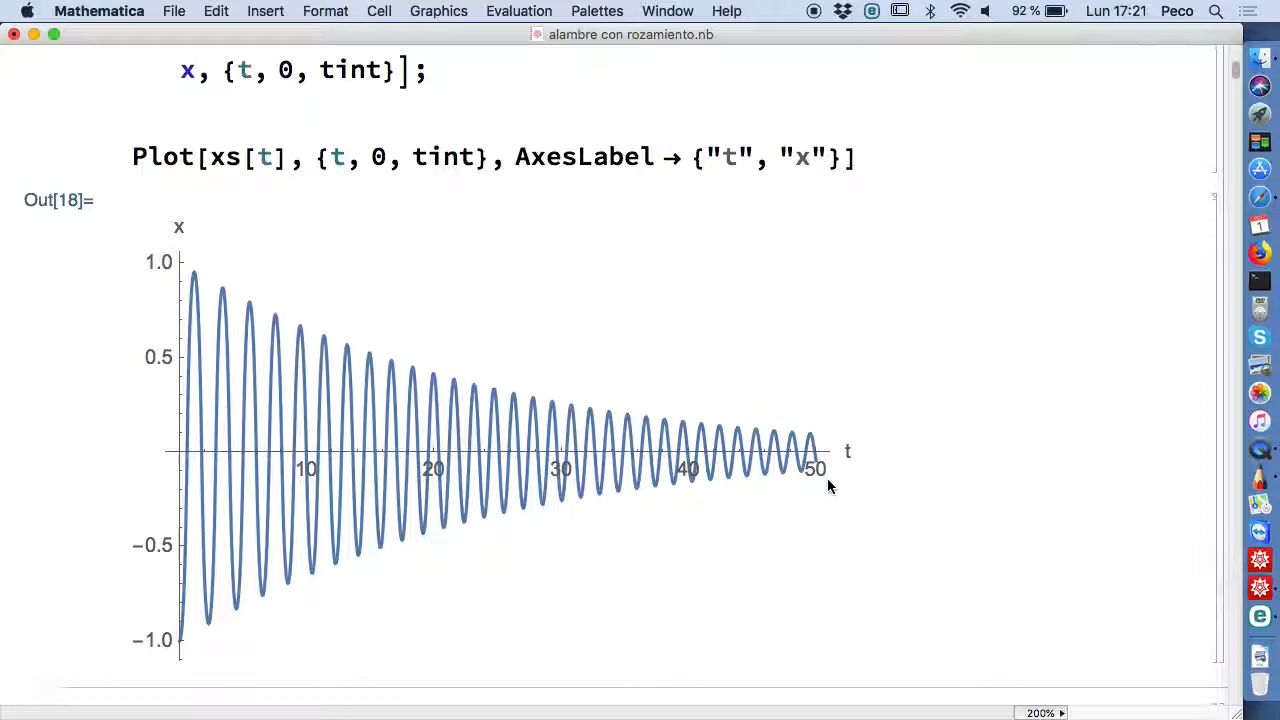 Mathematica File Edit Insert Format Cell Graphics Evaluation Palettes Window Help 92 % Lun 17:21 Peco
alambre con rozamiento.nb
x, {t, 0, tint}];
Plot[xs[t], {t, 0, tint}, AxesLabel → {"t", "x"}]
Out[18]=
x
1.0
0.5
t
10 20 30 40 50
−0.5
−1.0
200%